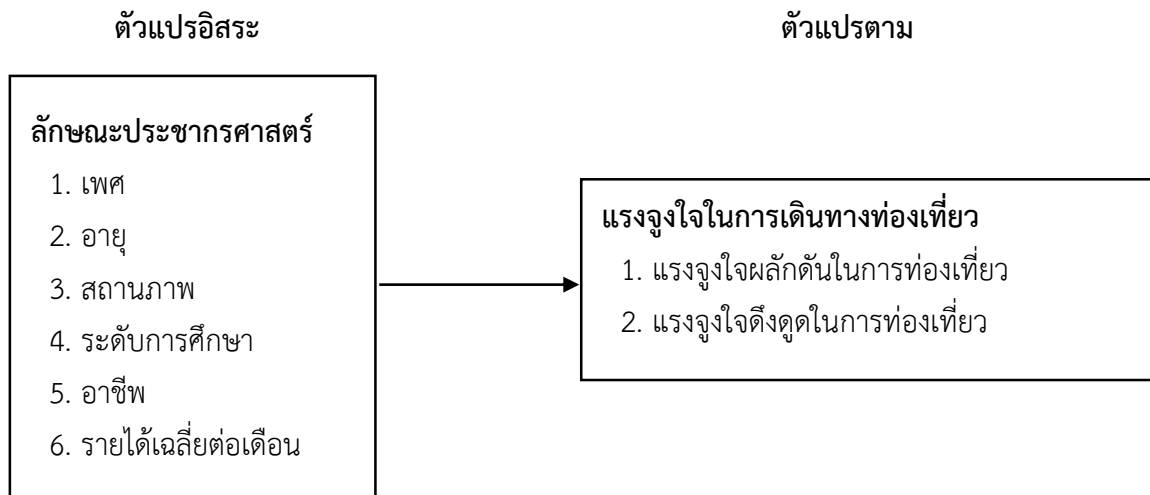 ตัวแปรอิสระ
ตัวแปรตาม
ลักษณะประชากรศาสตร์
1. เพศ
2. อายุ
3. สถานภาพ
4. ระดับการศึกษา
5. อาชีพ
6. รายได้เฉลี่ยต่อเดือน
แรงจูงใจในการเดินทางท่องเที่ยว
1. แรงจูงใจผลักดันในการท่องเที่ยว
2. แรงจูงใจดึงดูดในการท่องเที่ยว